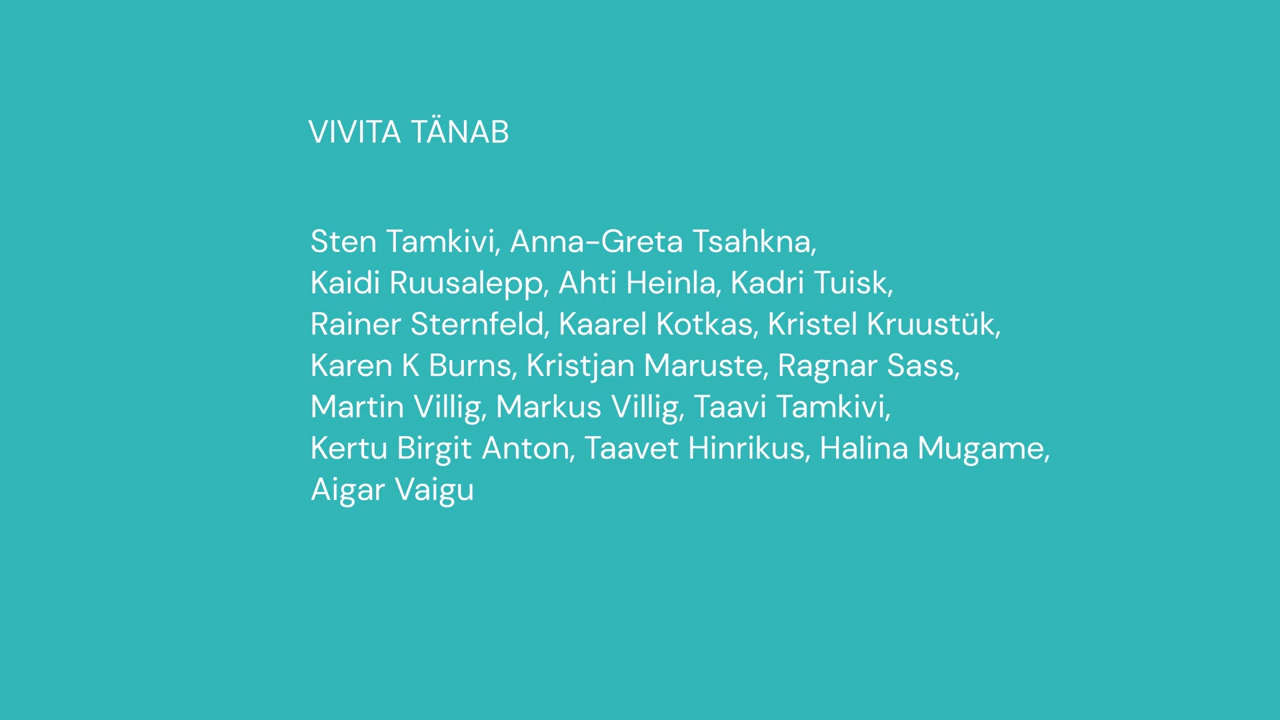 VIVITA TÄNAB
Sten Tamkivi, Anna-Greta Tsahkna,
Kaidi Ruusalepp, Ahti Heinla, Kadri Tuisk,
Rainer Sternfeld, Kaarel Kotkas, Kristel Kruustük,
Karen K Burns, Kristjan Maruste, Ragnar Sass,
Martin Villig, Markus Villig, Taavi Tamkivi,
Kertu Birgit Anton, Taavet Hinrikus, Halina Mugame,
Aigar Vaigu